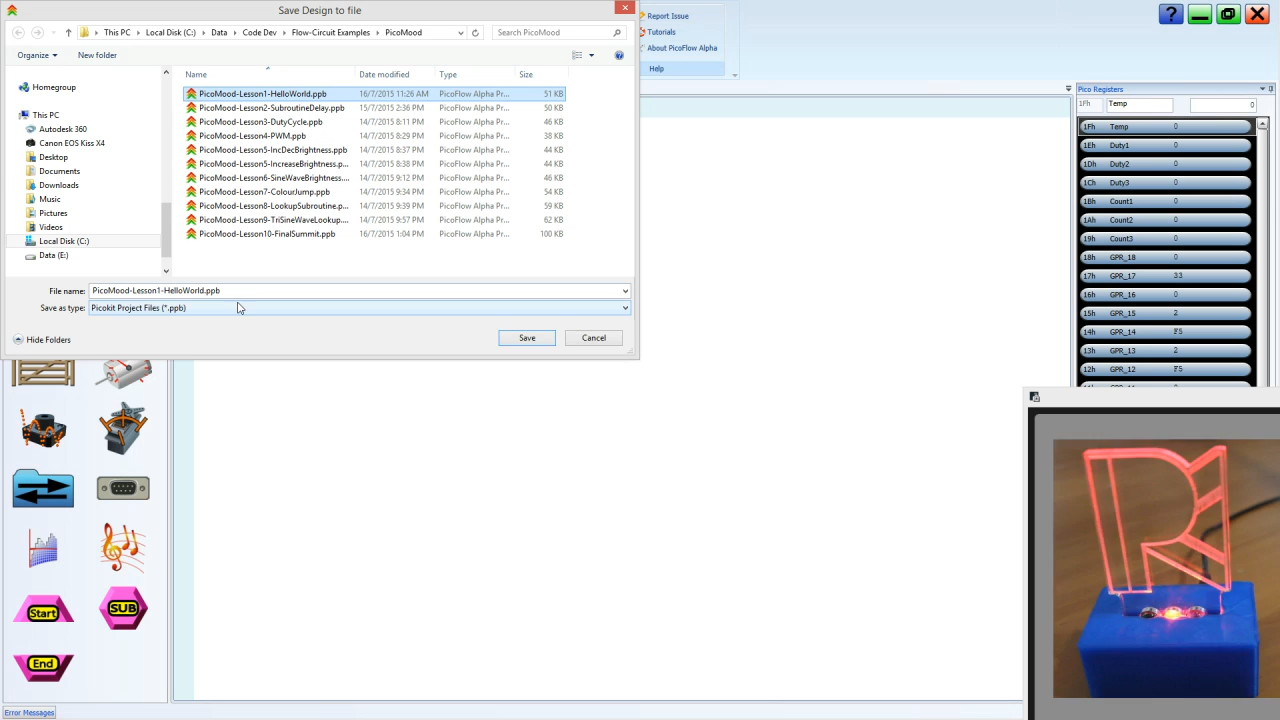 Save Design to file
This PC Local Disk (C:) Data Code Dev Flow-Circuit Examples PicoMood
Search PicoMood
Organize New folder
Homegroup
This PC
Autodesk 360
Canon EOS Kiss X4
Desktop
Documents
Downloads
Music
Pictures
Videos
Local Disk (C:)
Data (E:)
Name Date modified Type Size
PicoMood-Lesson1-HelloWorld.ppb 16/7/2015 11:26 AM PicoFlow Alpha Pr... 51 KB
PicoMood-Lesson2-SubroutineDelay.ppb 15/7/2015 2:36 PM PicoFlow Alpha Pr... 50 KB
PicoMood-Lesson3-DutyCycle.ppb 14/7/2015 8:11 PM PicoFlow Alpha Pr... 46 KB
PicoMood-Lesson4-PWM.ppb 14/7/2015 8:29 PM PicoFlow Alpha Pr... 38 KB
PicoMood-Lesson5-IncDecBrightness.ppb 14/7/2015 8:37 PM PicoFlow Alpha Pr... 44 KB
PicoMood-Lesson5-IncreaseBrightness.p... 14/7/2015 8:38 PM PicoFlow Alpha Pr... 44 KB
PicoMood-Lesson6-SineWaveBrightness.... 14/7/2015 9:12 PM PicoFlow Alpha Pr... 46 KB
PicoMood-Lesson7-ColourJump.ppb 14/7/2015 9:34 PM PicoFlow Alpha Pr... 54 KB
PicoMood-Lesson8-LookupSubroutine.p... 14/7/2015 9:39 PM PicoFlow Alpha Pr... 59 KB
PicoMood-Lesson9-TriSineWaveLookup.... 14/7/2015 9:57 PM PicoFlow Alpha Pr... 62 KB
PicoMood-Lesson10-FinalSummit.ppb 16/7/2015 1:04 PM PicoFlow Alpha Pr... 100 KB
File name: PicoMood-Lesson1-HelloWorld.ppb
Save as type: Picokit Project Files (*.ppb)
Hide Folders
Save Cancel
Report Issue
Tutorials
About PicoFlow Alpha
Help
Pico Registers
1Fh Temp 0
1Fh Temp 0
1Eh Duty1 0
1Dh Duty2 0
1Ch Duty3 0
1Bh Count1 0
1Ah Count2 0
19h Count3 0
18h GPR_18 0
17h GPR_17 33
16h GPR_16 0
15h GPR_15 2
14h GPR_14 F5
13h GPR_13 2
12h GPR_12 F5
Start
SUB
End
Error Messages